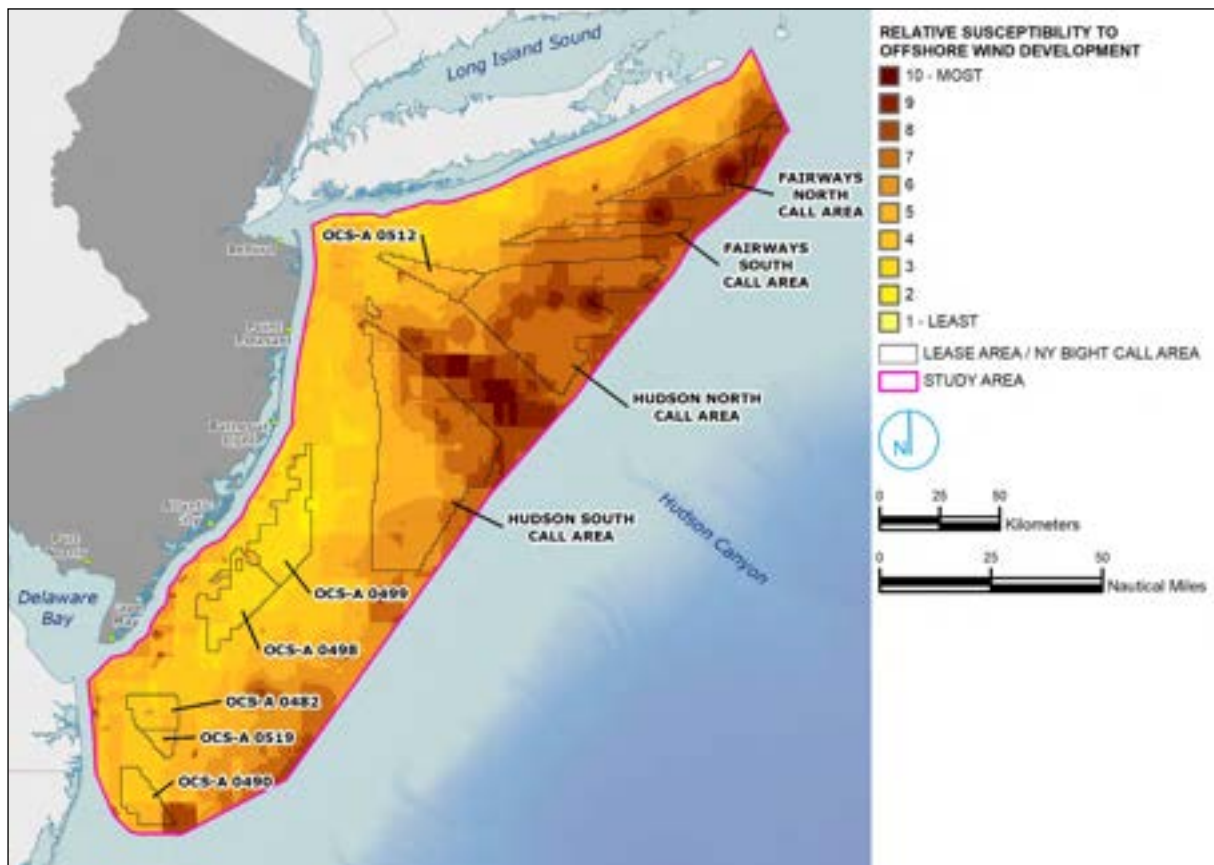 Long Island Sound
RELATIVE SUSCEPTIBILITY TO
OFFSHORE WIND DEVELOPMENT
10 - MOST
9
8
7
6
5
4
3
2
1 - LEAST
LEASE AREA / NY BIGHT CALL AREA
STUDY AREA
N
0 25 50
Kilometers
0 25 50
Nautical Miles
FAIRWAYS
NORTH
CALL AREA
FAIRWAYS
SOUTH
CALL AREA
OCS-A 0512
HUDSON NORTH
CALL AREA
HUDSON SOUTH
CALL AREA
Hudson Canyon
OCS-A 0499
OCS-A 0498
Delaware
Bay
OCS-A 0482
OCS-A 0519
OCS-A 0490